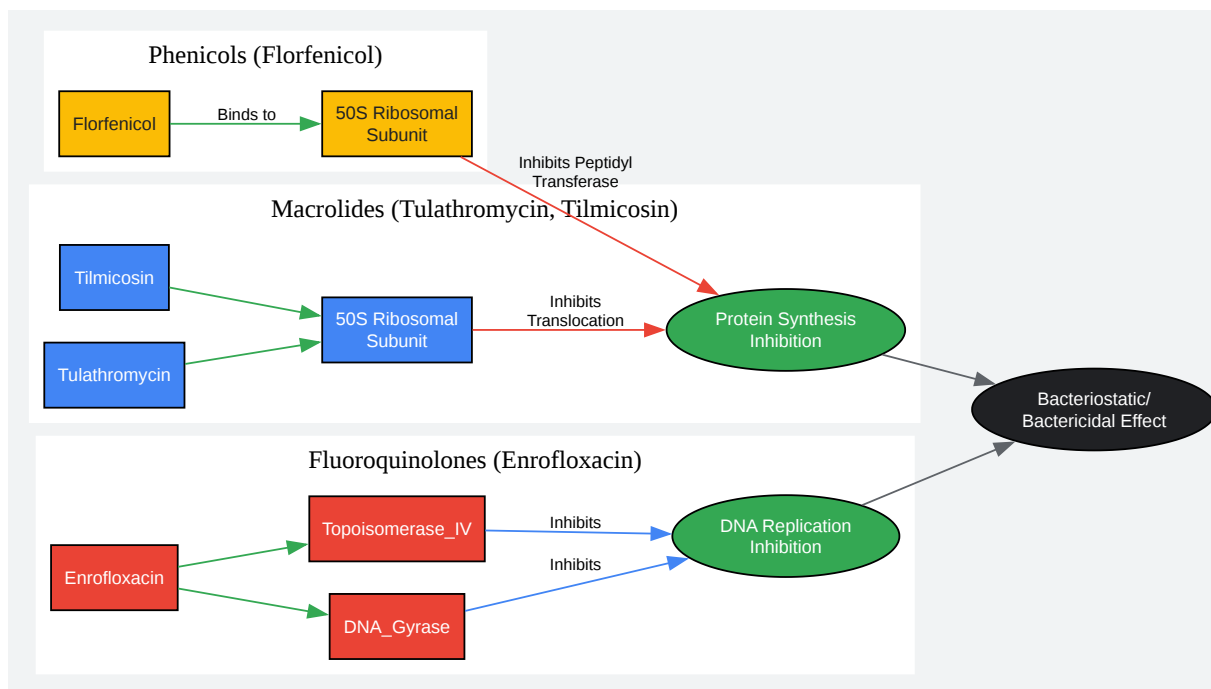 Phenicols (Florfenicol)
Florfenicol
Binds to
50S Ribosomal
Subunit
Inhibits Peptidyl
Transferase
Macrolides (Tulathromycin, Tilmicosin)
Tilmicosin
Tulathromycin
50S Ribosomal
Subunit
Inhibits
Translocation
Protein Synthesis
Inhibition
Bacteriostatic/
Bactericidal Effect
Fluoroquinolones (Enrofloxacin)
Enrofloxacin
Topoisomerase_IV
Inhibits
DNA_Gyrase
Inhibits
DNA Replication
Inhibition